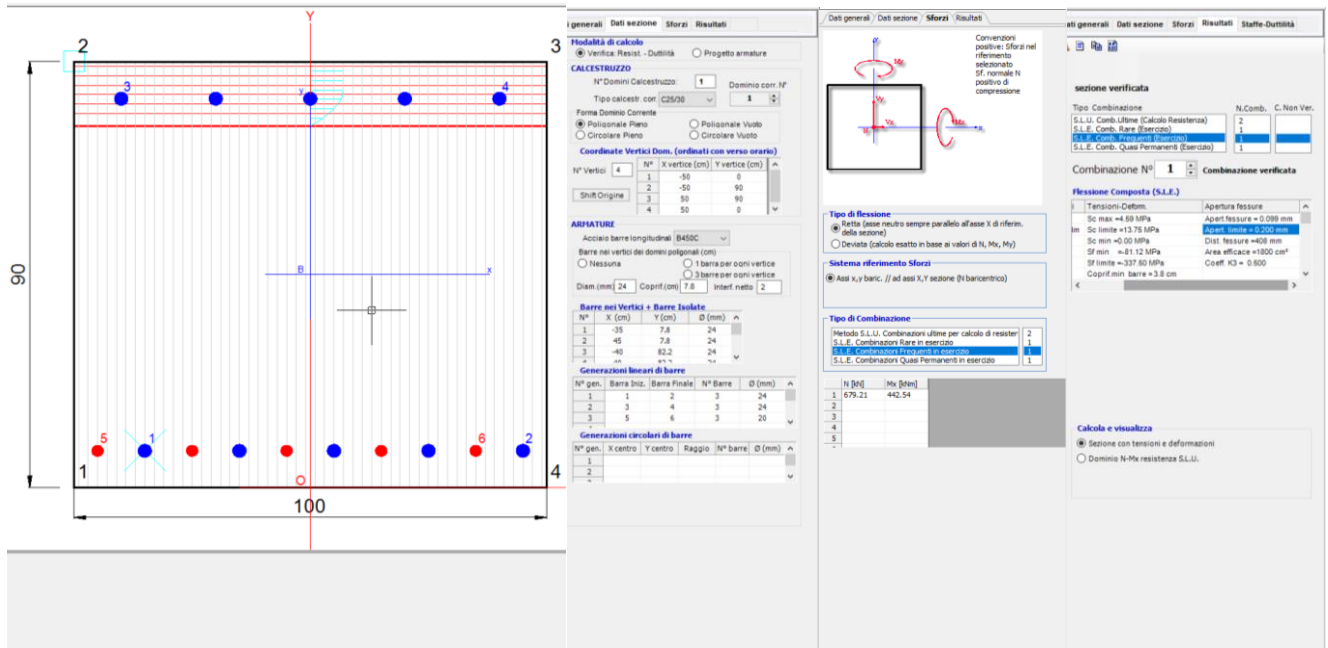 Y
2
3
3
4
y
90
B
x
5
1
6
2
1
O
4
100
i generali Dati sezione Sforzi Risultati
Modalità di calcolo
Verifica: Resist. - Duttilità Progetto armature
CALCESTRUZZO
N° Domini Calcestruzzo: 1 Dominio corr. N°
Tipo calcestr. corr. C25/30 1
Forma Dominio Corrente
Poligonale Pieno Poligonale Vuoto
Circolare Pieno Circolare Vuoto
Coordinate Vertici Dom. (ordinati con verso orario)
N° Vertici 4
N° X vertice (cm) Y vertice (cm)
1 -50 0
2 -50 90
3 50 90
4 50 0
Shift Origine
ARMATURE
Acciaio barre longitudinali B450C
Barre nei vertici dei domini poligonali (cm)
Nessuna 1 barra per ogni vertice
3 barre per ogni vertice
Diam.(mm) 24 Coprif.(cm) 7.8 Interf. netto 2
Barre nei Vertici + Barre Isolate
N° X (cm) Y (cm) Ø (mm)
1 -35 7.8 24
2 45 7.8 24
3 -40 82.2 24
Generazioni lineari di barre
N° gen. Barra Iniz. Barra Finale N° Barre Ø (mm)
1 1 2 3 24
2 3 4 3 24
3 5 6 3 20
Generazioni circolari di barre
N° gen. X centro Y centro Raggio N° barre Ø (mm)
1
2
Dati generali Dati sezione Sforzi Risultati
Convenzioni
positive: Sforzi nel
riferimento
selezionato
Sf. normale N
positivo di
compressione
My
Vy
Vx
Mx
N
x
Tipo di flessione
Retta (asse neutro sempre parallelo all'asse X di riferim.
della sezione)
Deviata (calcolo esatto in base ai valori di N, Mx, My)
Sistema riferimento Sforzi
Assi x,y baric. // ad assi X,Y sezione (N baricentrico)
Tipo di Combinazione
Metodo S.L.U. Combinazioni ultime per calcolo di resister 2
S.L.E. Combinazioni Rare in esercizio 1
S.L.E. Combinazioni Frequenti in esercizio 1
S.L.E. Combinazioni Quasi Permanenti in esercizio 1
N [kN] Mx [kNm]
1 679.21 442.54
2
3
4
5
ati generali Dati sezione Sforzi Risultati Staffe-Duttilità
sezione verificata
Tipo Combinazione N.Comb. C. Non Ver.
S.L.U. Comb.Ultime (Calcolo Resistenza) 2
S.L.E. Comb. Rare (Esercizio) 1
S.L.E. Comb. Frequenti (Esercizio) 1
S.L.E. Comb. Quasi Permanenti (Esercizio) 1
Combinazione N° 1 Combinazione verificata
Flessione Composta (S.L.E.)
i Tensioni-Deform. Apertura fessure
Sc max =4.59 MPa Apert.fessure = 0.099 mm
lm Sc limite =13.75 MPa Apert. limite = 0.200 mm
Sc min =0.00 MPa Dist. fessure =408 mm
Sf min =-81.12 MPa Area efficace =1800 cm²
Sf limite =-337.60 MPa Coeff. K3 = 0.600
Coprif.min barre =3.8 cm
Calcola e visualizza
Sezione con tensioni e deformazioni
Dominio N-Mx resistenza S.L.U.